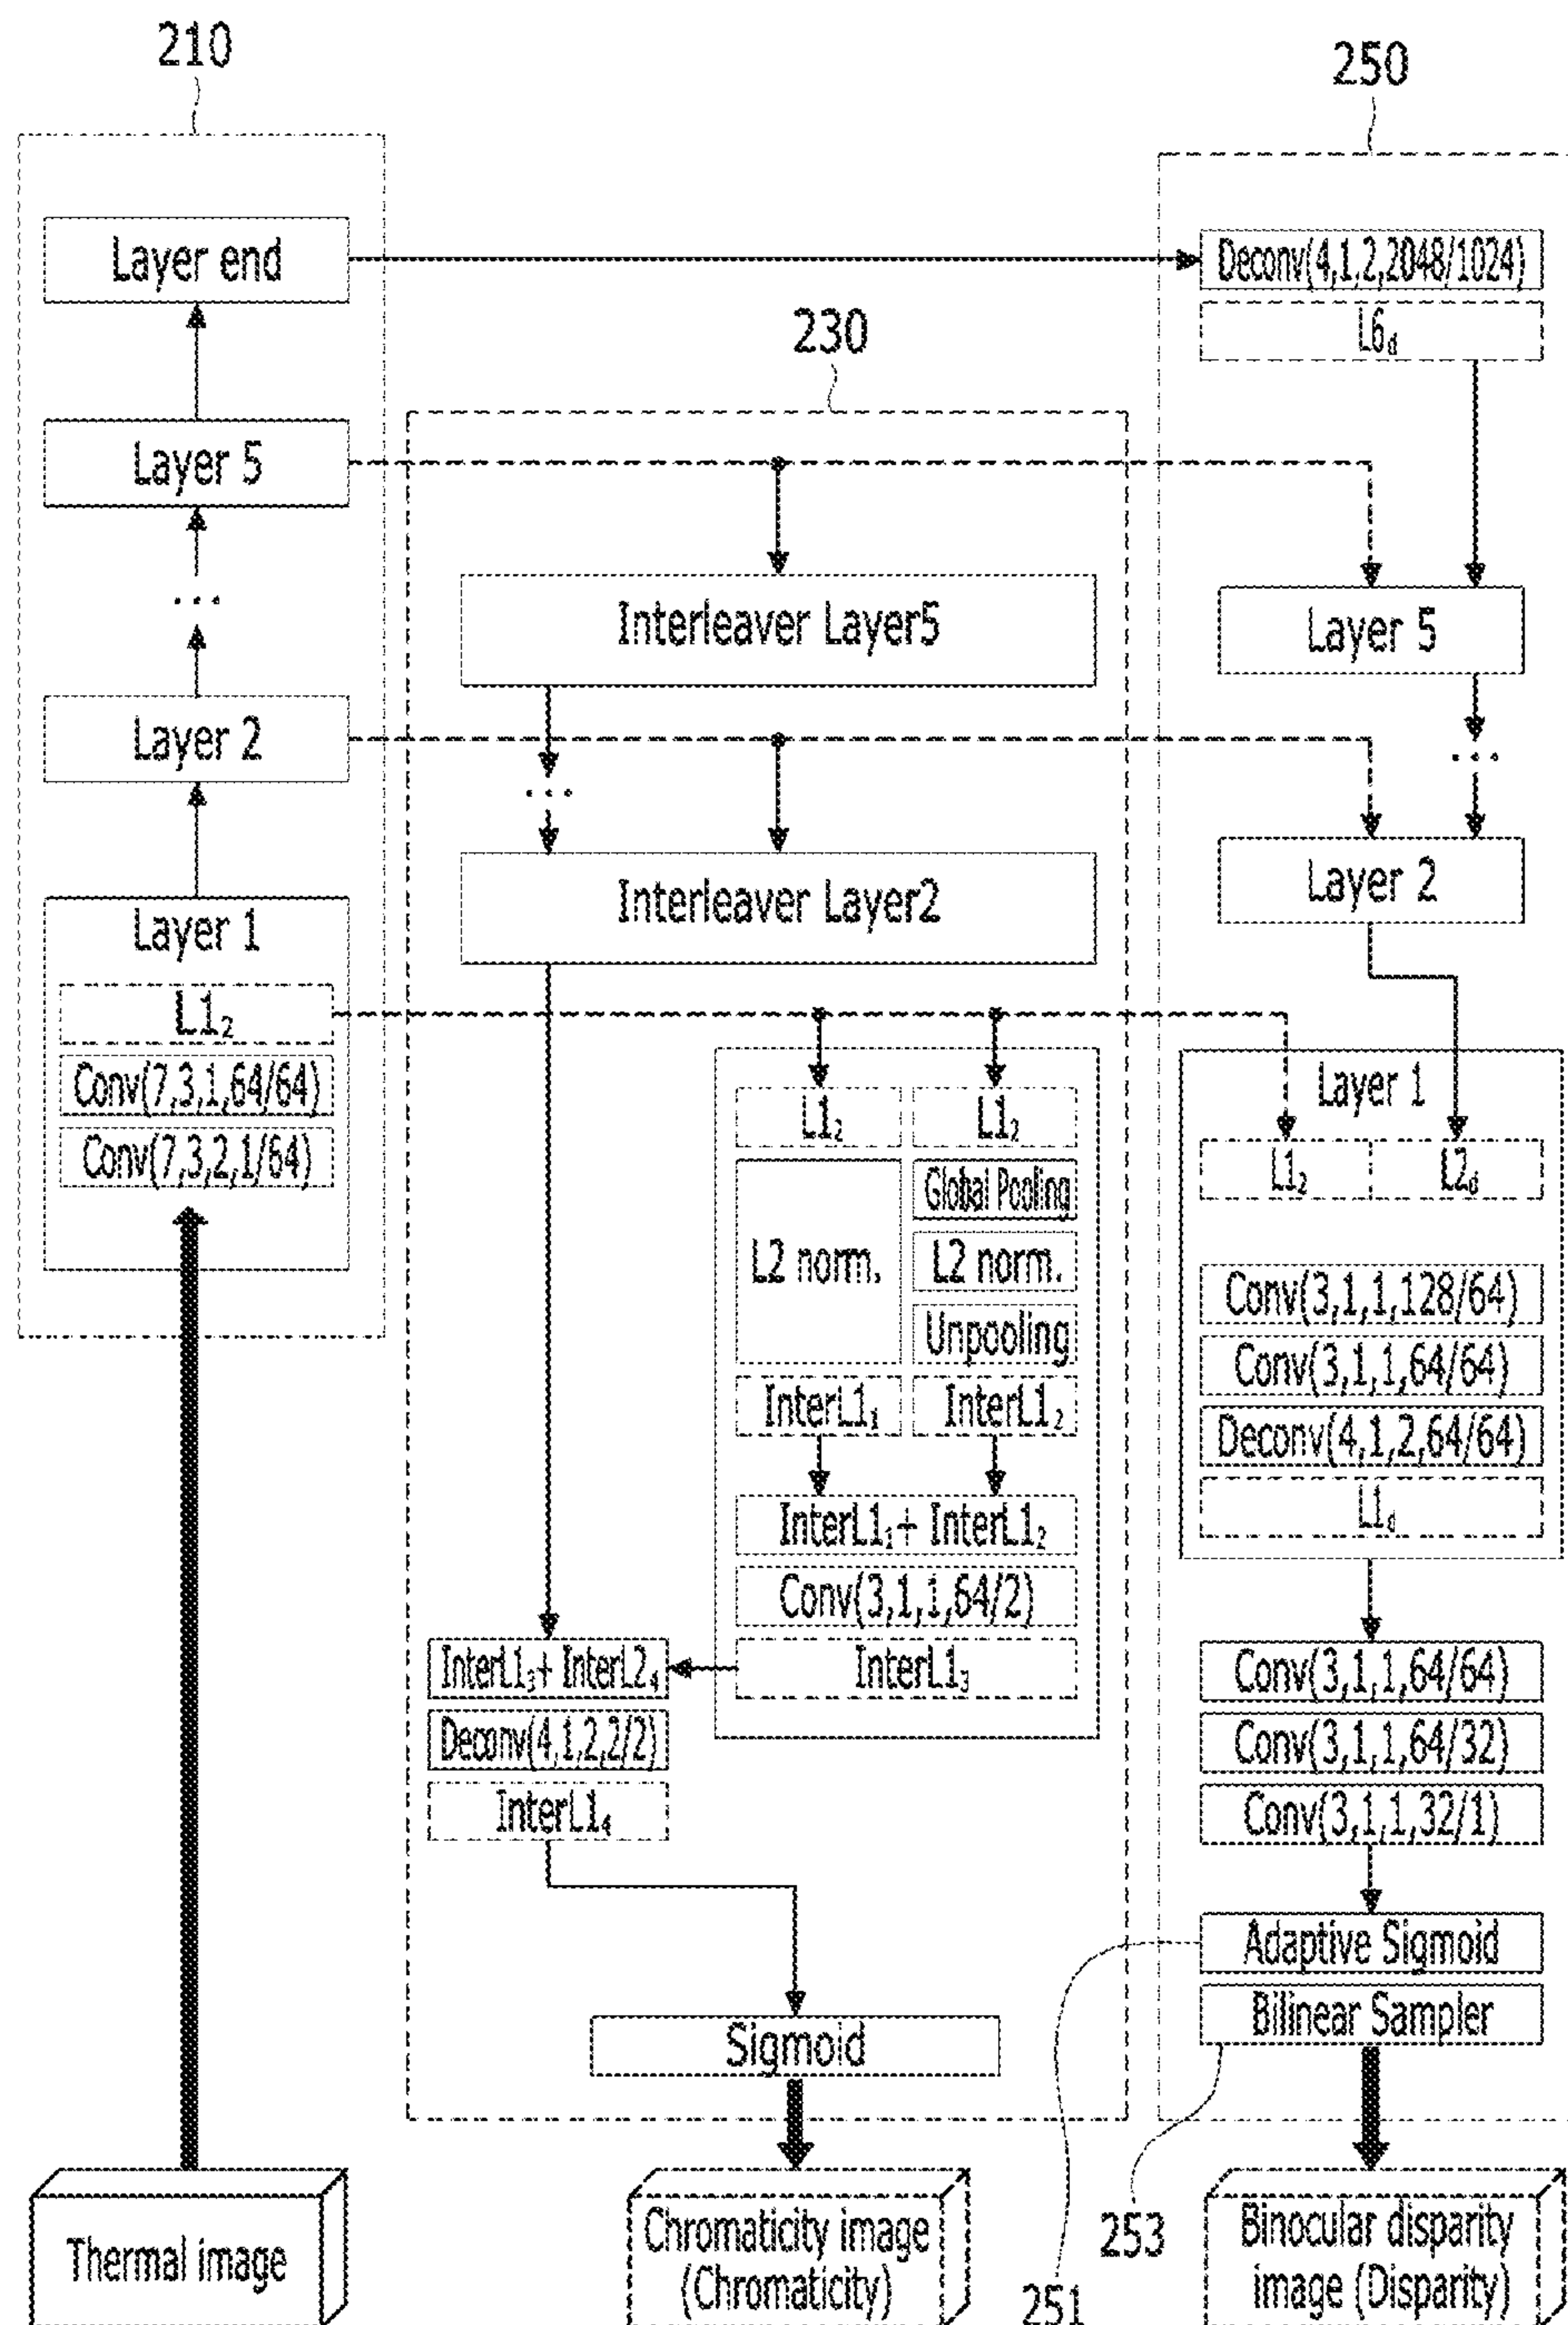 210
Layer end
Layer 5
...
Layer 2
Layer 1
L1₂
Conv(7,3,1,64/64)
Conv(7,3,2,1/64)
Thermal image
230
Interleaver Layer5
...
Interleaver Layer2
L1₂
L1₂
L2 norm.
Global Pooling
L2 norm.
Unpooling
InterL1₁
InterL1₂
InterL1₁+ InterL1₂
Conv(3,1,1,64/2)
InterL1₃
InterL1₃+ InterL2₄
Deconv(4,1,2,2/2)
InterL1₄
Sigmoid
Chromaticity image
(Chromaticity)
250
Deconv(4,1,2,2048/1024)
L6d
Layer 5
...
Layer 2
Layer 1
L1₂
L2d
Conv(3,1,1,128/64)
Conv(3,1,1,64/64)
Deconv(4,1,2,64/64)
L1d
Conv(3,1,1,64/64)
Conv(3,1,1,64/32)
Conv(3,1,1,32/1)
Adaptive Sigmoid
Bilinear Sampler
251
253
Binocular disparity
image (Disparity)